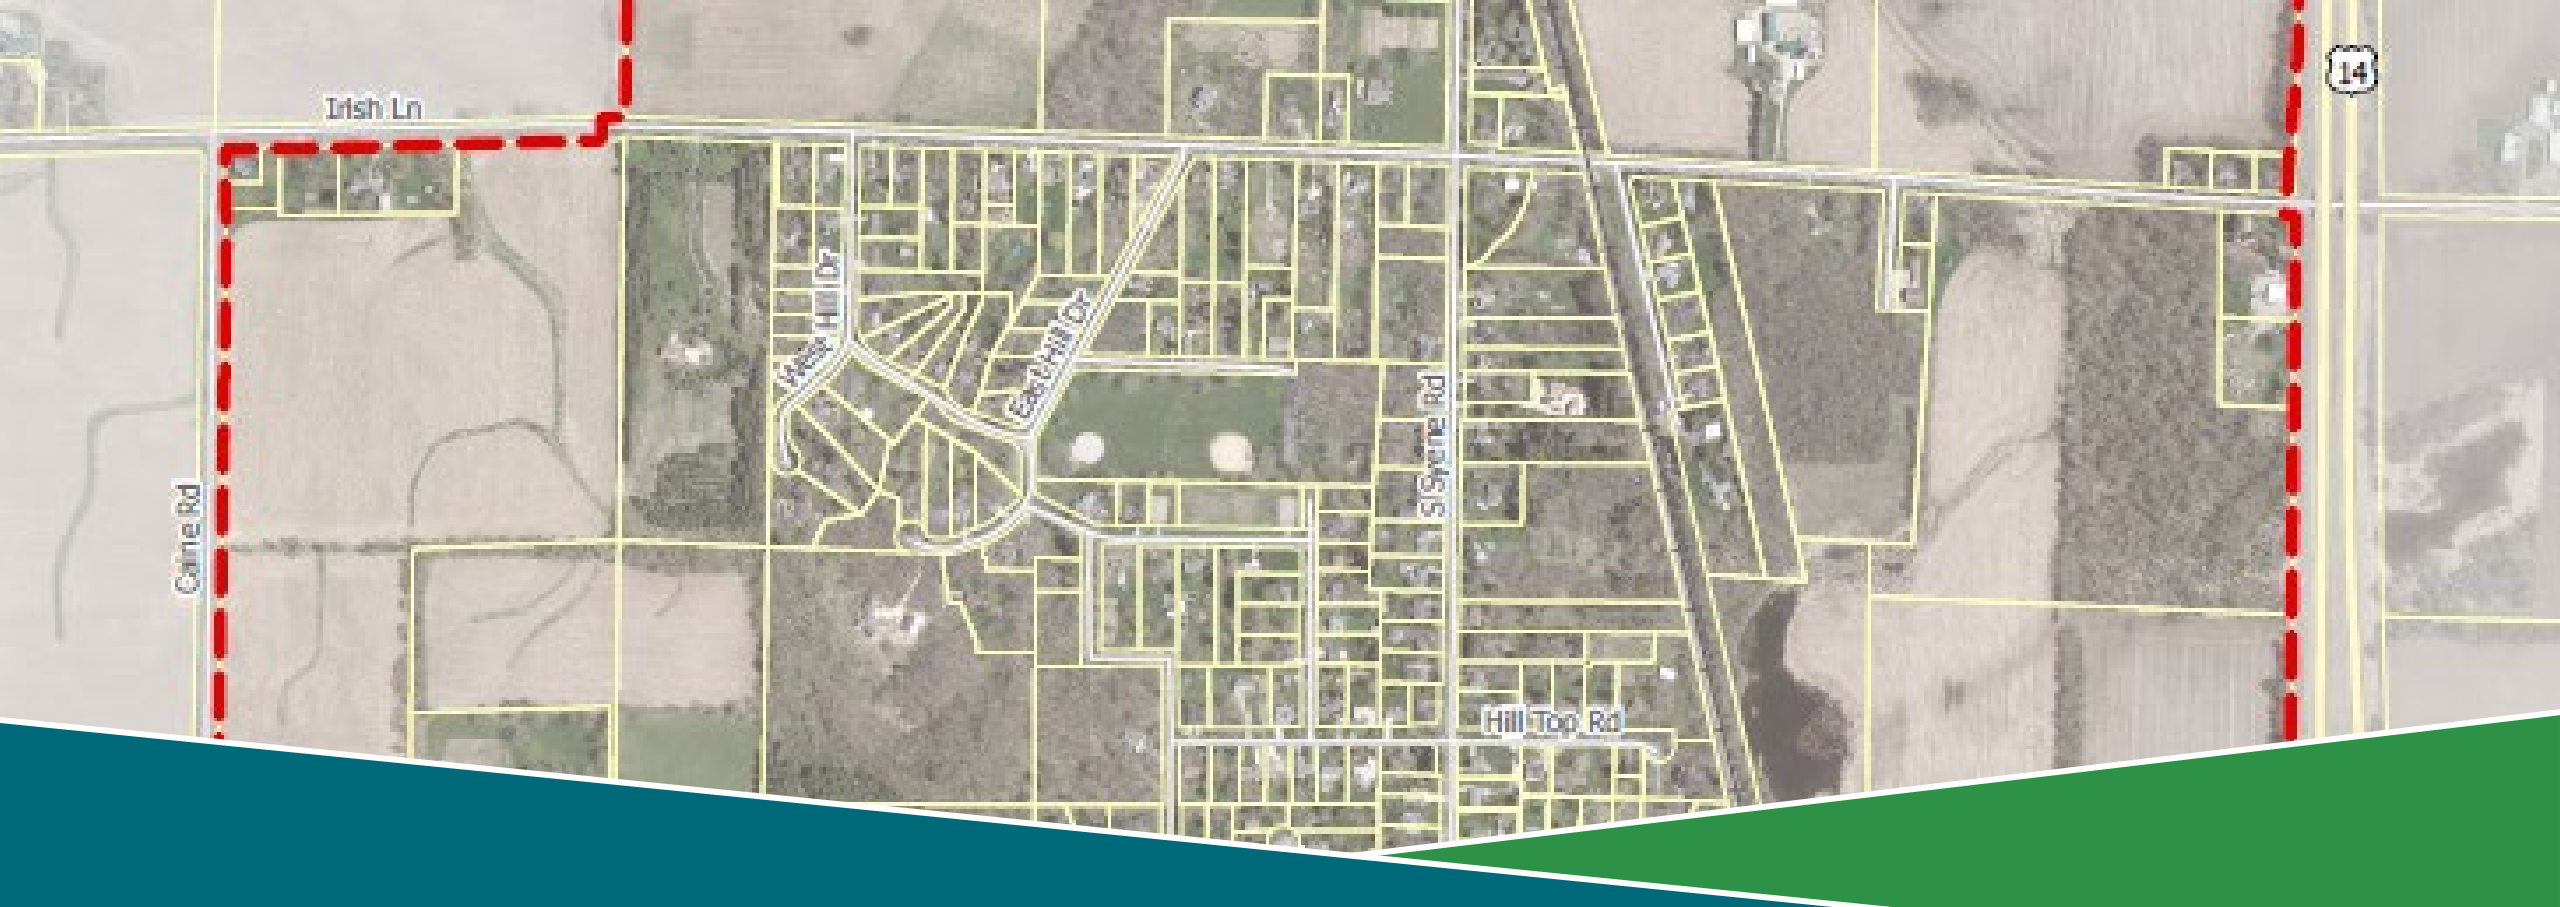 14
Irish Ln
West Hill Dr
East Hill Dr
S Syene Rd
Caine Rd
Hill Top Rd